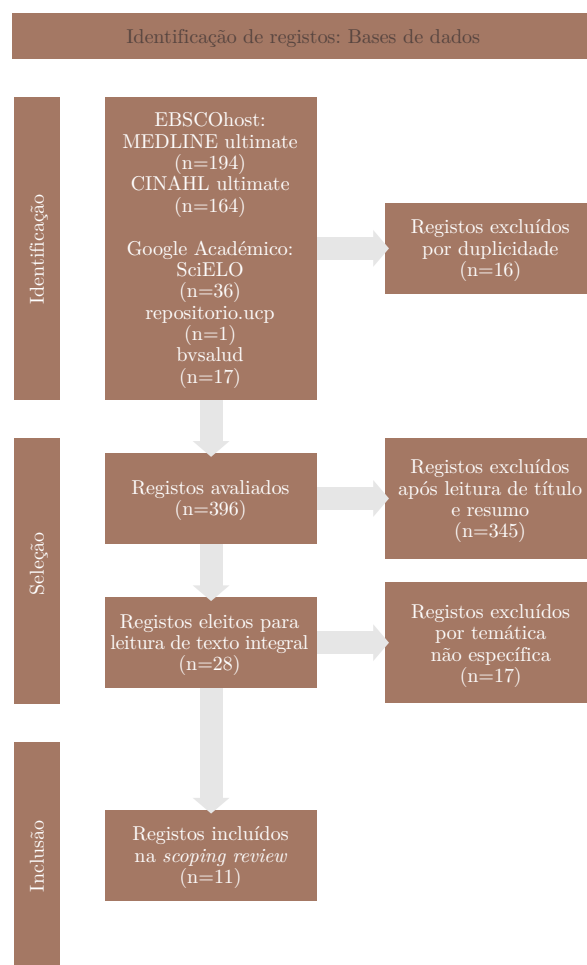 Identificação de registos: Bases de dados
Identificação
EBSCOhost:
MEDLINE ultimate
(n=194)
CINAHL ultimate
(n=164)
Google Académico:
SciELO
(n=36)
repositorio.ucp
(n=1)
bvsalud
(n=17)
Registos excluídos
por duplicidade
(n=16)
Seleção
Registos avaliados
(n=396)
Registos excluídos
após leitura de título
e resumo
(n=345)
Registos eleitos para
leitura de texto integral
(n=28)
Registos excluídos
por temática
não específica
(n=17)
Inclusão
Registos incluídos
na scoping review
(n=11)